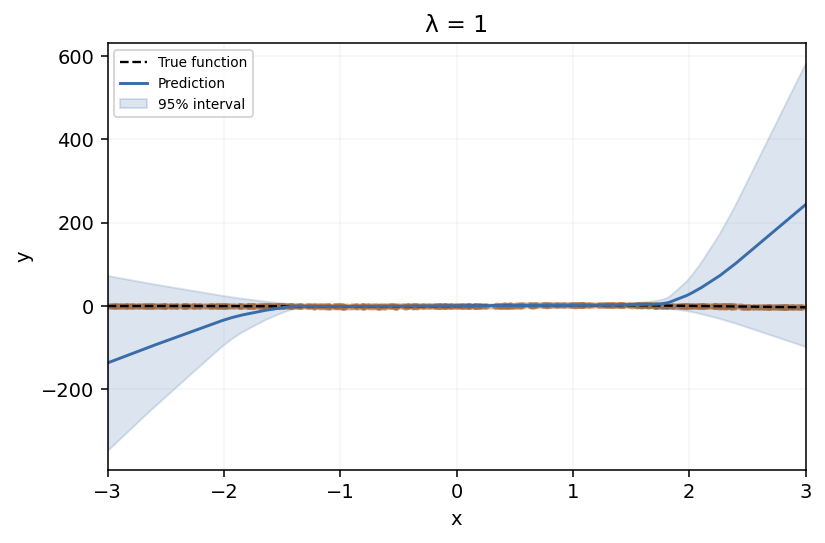 λ = 1
True function
Prediction
95% interval
600
400
200
0
−200
y
−3
−2
−1
0
1
2
3
x